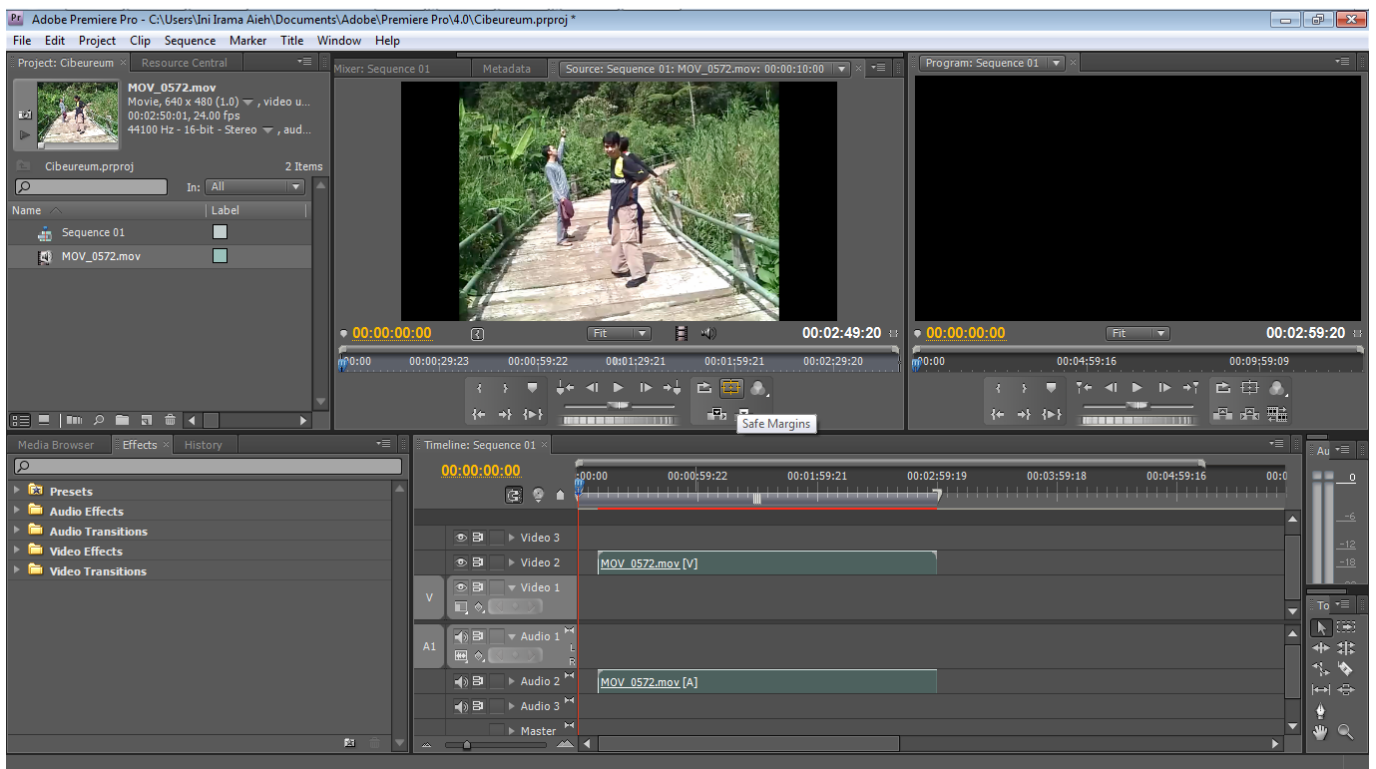 Pr Adobe Premiere Pro - C:\Users\Ini Irama Aieh\Documents\Adobe\Premiere Pro\4.0\Cibeureum.prproj *
File Edit Project Clip Sequence Marker Title Window Help
Project: Cibeureum × Resource Central
MOV_0572.mov
Movie, 640 x 480 (1.0) , video u...
00:02:50:01, 24.00 fps
44100 Hz - 16-bit - Stereo , aud...
Cibeureum.prproj 2 Items
In: All
Name Label
Sequence 01
MOV_0572.mov
Mixer: Sequence 01 Metadata Source: Sequence 01: MOV_0572.mov: 00:00:10:00 ×
00:00:00:00 Fit 00:02:49:20
00:00 00:00:29:23 00:00:59:22 00:01:29:21 00:01:59:21 00:02:29:20
Safe Margins
Program: Sequence 01 ×
00:00:00:00 Fit 00:02:59:20
00:00 00:04:59:16 00:09:59:09
Media Browser Effects × History
Presets
Audio Effects
Audio Transitions
Video Effects
Video Transitions
Timeline: Sequence 01 ×
00:00:00:00
:00:00 00:00:59:22 00:01:59:21 00:02:59:19 00:03:59:18 00:04:59:16 00:0
Video 3
Video 2 MOV_0572.mov [V]
V Video 1
A1 Audio 1
L
R
Audio 2 MOV_0572.mov [A]
Audio 3
Master
Au
0
-6
-12
-18
To